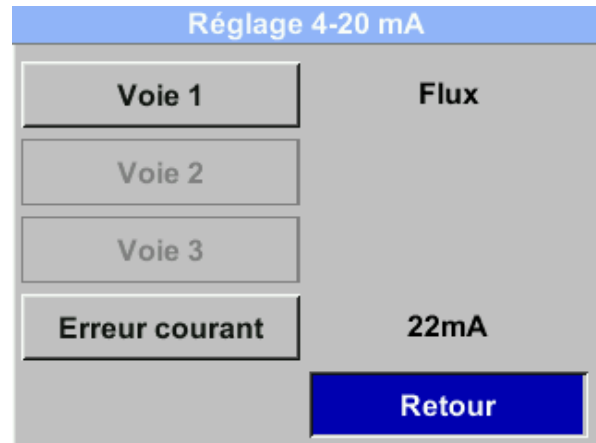 Réglage 4-20 mA
Voie 1 Flux
Voie 2
Voie 3
Erreur courant 22mA
Retour